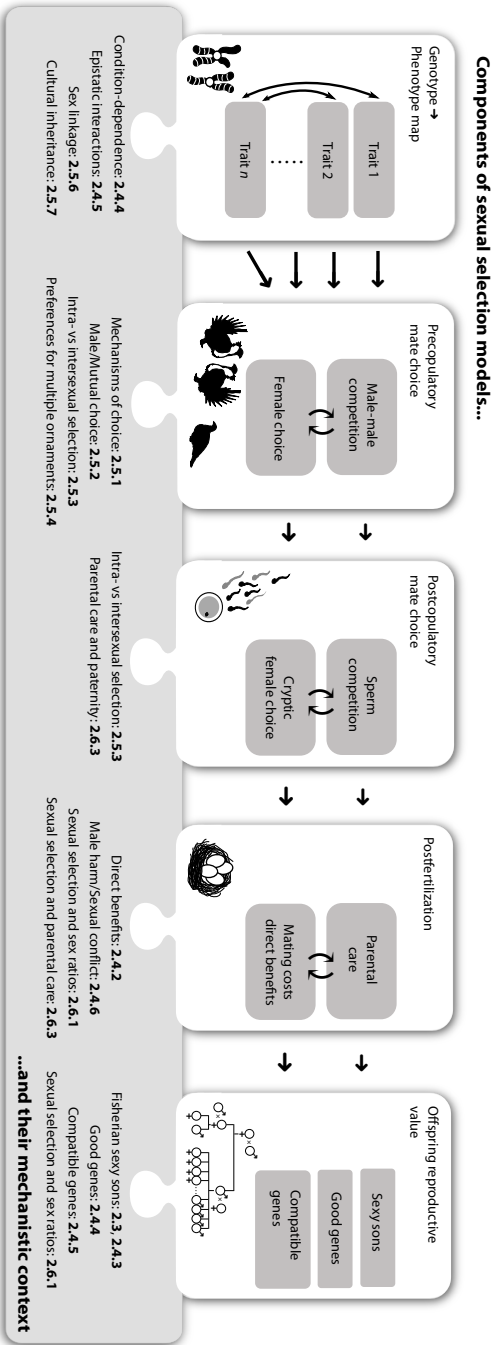 Components of sexual selection models...
Genotype ➔
Phenotype map
Trait 1
Trait 2
......
Trait n
Precopulatory
mate choice
Male-male
competition
Female choice
Postcopulatory
mate choice
Sperm
competition
Cryptic
female choice
Postfertilization
Parental
care
Mating costs
direct benefits
Offspring reproductive
value
Sexy sons
Good genes
Compatible
genes
Condition-dependence: 2.4.4
Epistatic interactions: 2.4.5
Sex linkage: 2.5.6
Cultural inheritance: 2.5.7
Mechanisms of choice: 2.5.1
Male/Mutual choice: 2.5.2
Intra- vs intersexual selection: 2.5.3
Preferences for multiple ornaments: 2.5.4
Intra- vs intersexual selection: 2.5.3
Parental care and paternity: 2.6.3
Direct benefits: 2.4.2
Male harm/Sexual conflict: 2.4.6
Sexual selection and sex ratios: 2.6.1
Sexual selection and parental care: 2.6.3
Fisherian sexy sons: 2.3, 2.4.3
Good genes: 2.4.4
Compatible genes: 2.4.5
Sexual selection and sex ratios: 2.6.1
...and their mechanistic context